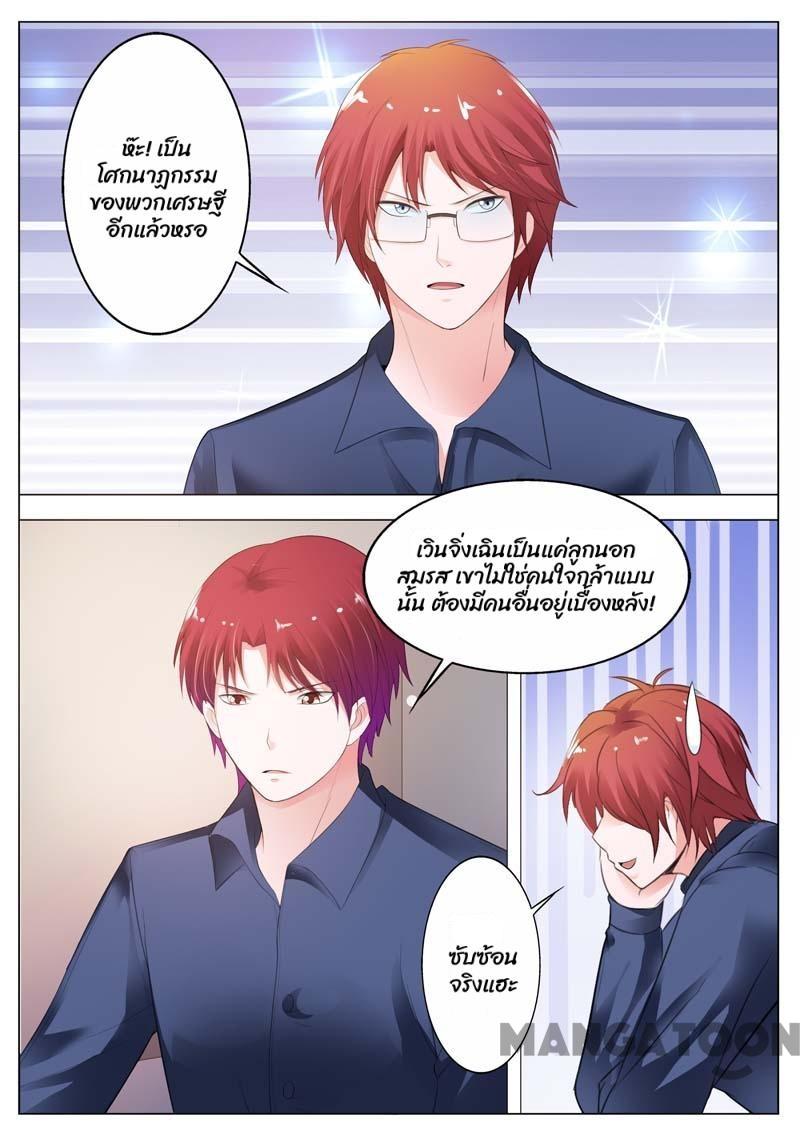 ห๊ะ! เป็น
โศกนาฏกรรม
ของพวกเศรษฐี
อีกแล้วหรอ
เวินจิ่งเฉินเป็นแค่ลูกนอก
สมรส เขาไม่ใช่คนใจกล้าแบบ
นั้น ต้องมีคนอื่นอยู่เบื้องหลัง!
ซับซ้อน
จริงแฮะ
MANGATOON